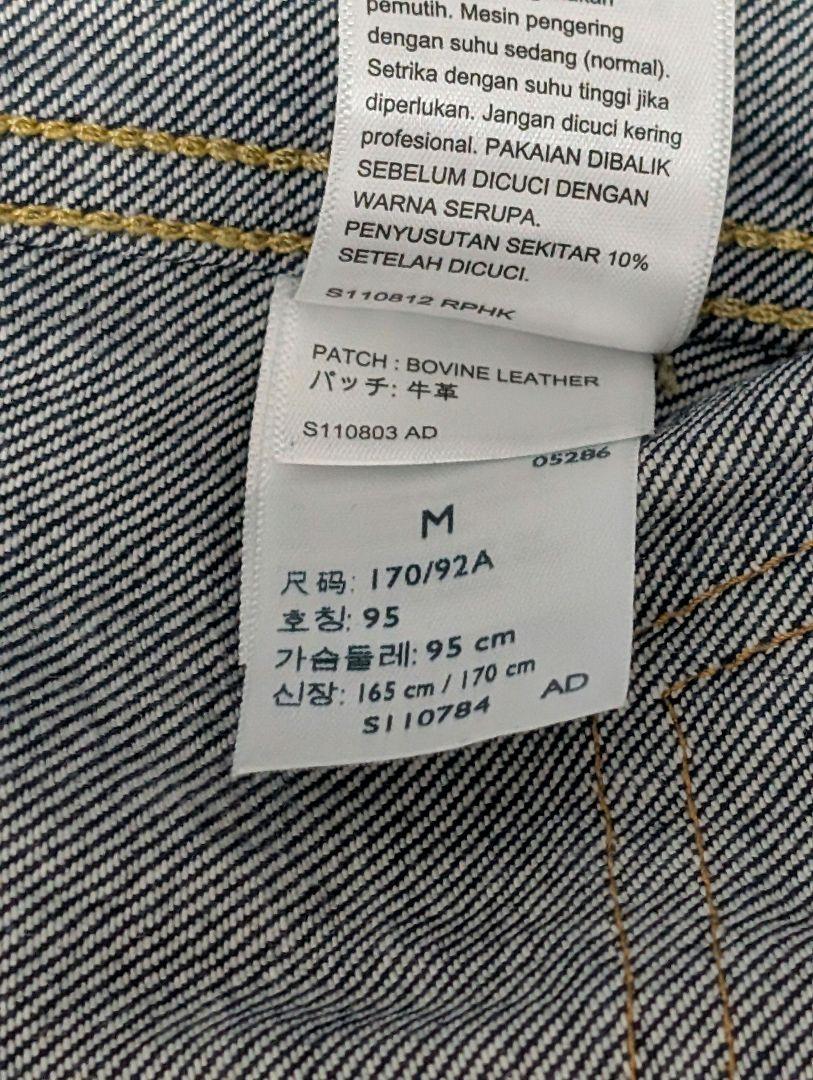 pemutih. Mesin pengering
dengan suhu sedang (normal).
Setrika dengan suhu tinggi jika
diperlukan. Jangan dicuci kering
profesional. PAKAIAN DIBALIK
SEBELUM DICUCI DENGAN
WARNA SERUPA.
PENYUSUTAN SEKITAR 10%
SETELAH DICUCI.
S110812 RPHK
PATCH : BOVINE LEATHER
パッチ: 牛革
S110803 AD
05286
M
尺码: 170/92A
호칭: 95
가슴둘레: 95 cm
신장: 165 cm / 170 cm
S110784 AD